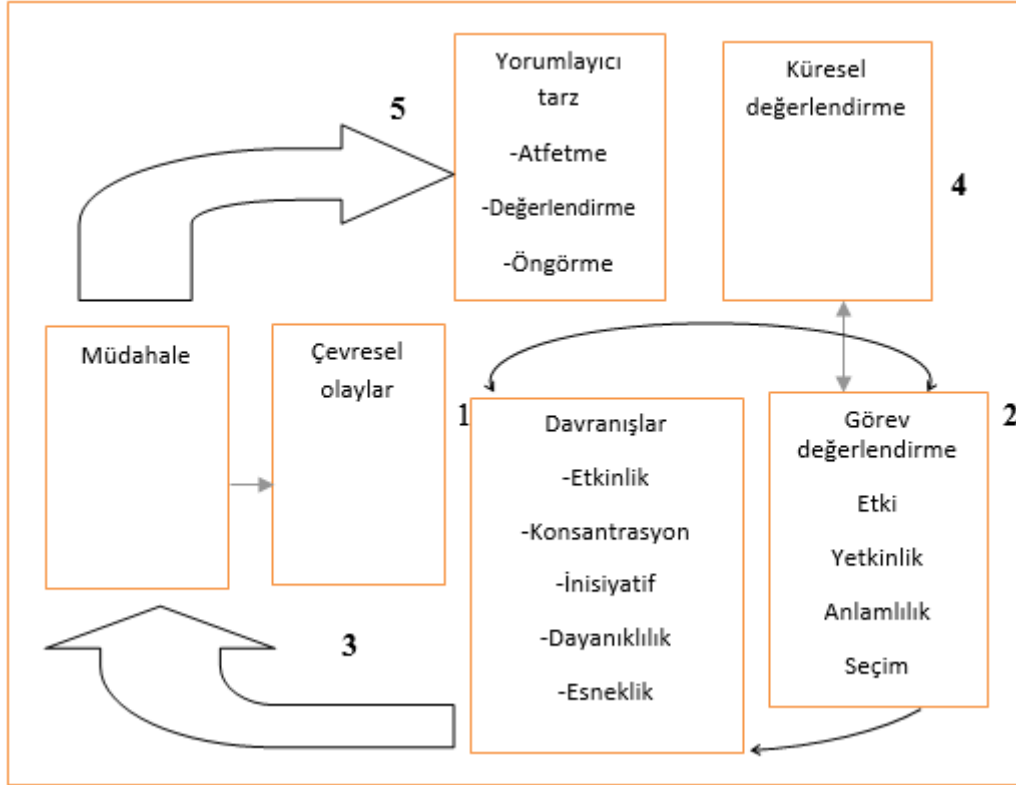 5
Yorumlayıcı
tarz
-Atfetme
-Değerlendirme
-Öngörme
Küresel
değerlendirme
4
Müdahale
Çevresel
olaylar
1
Davranışlar
-Etkinlik
-Konsantrasyon
-İnisiyatif
-Dayanıklılık
-Esneklik
Görev
değerlendirme
Etki
Yetkinlik
Anlamlılık
Seçim
2
3